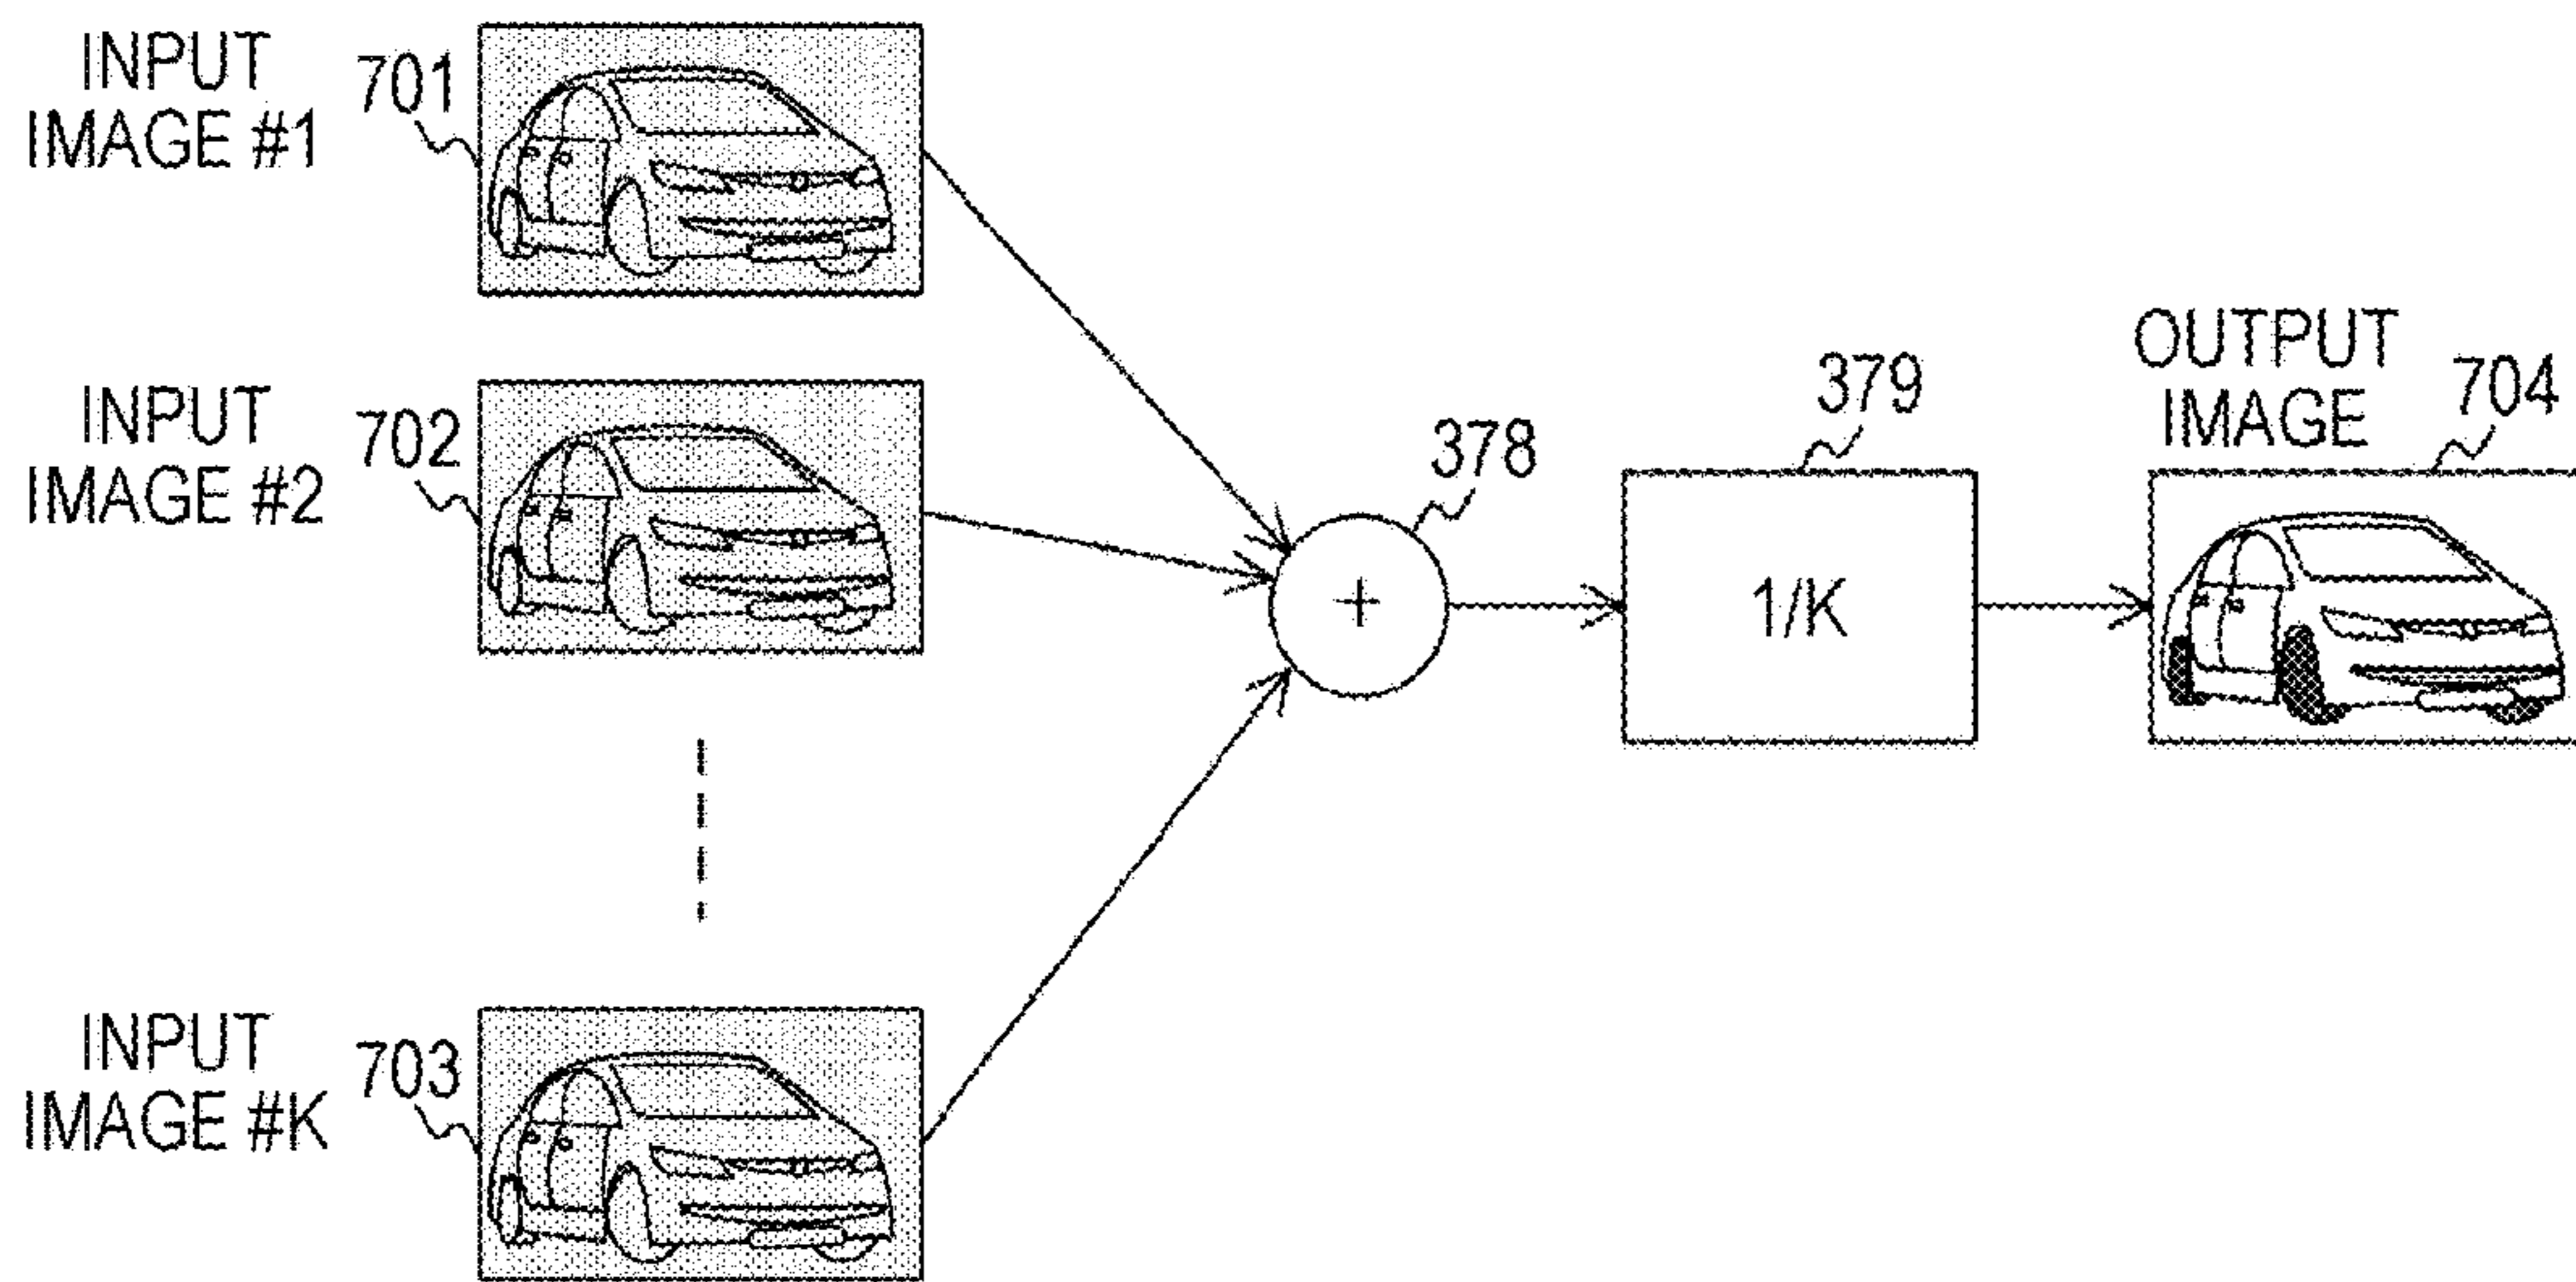 INPUT
IMAGE #1
701
INPUT
IMAGE #2
702
INPUT
IMAGE #K
703
378
+
379
1/K
OUTPUT
IMAGE
704